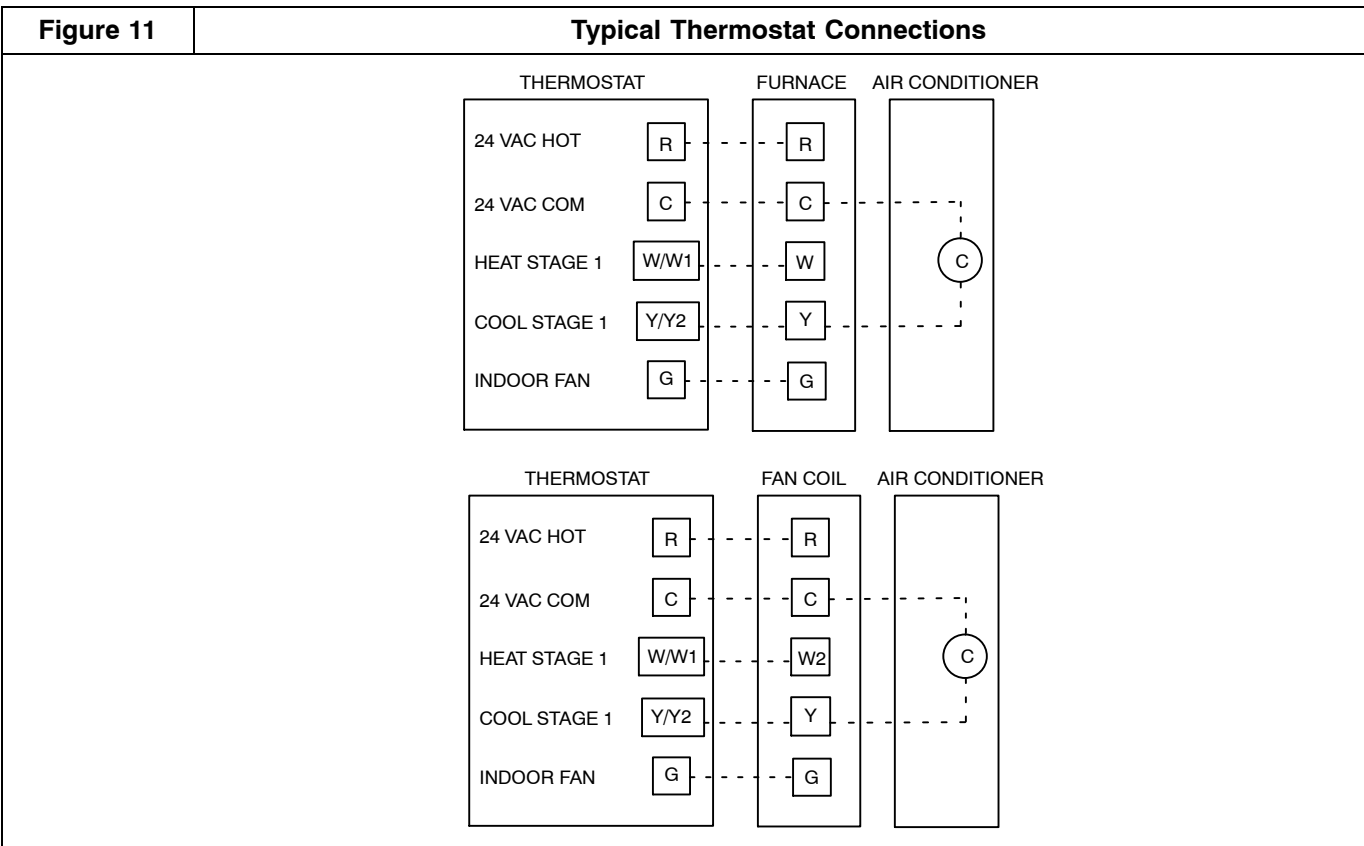 Figure 11 Typical Thermostat Connections
THERMOSTAT FURNACE AIR CONDITIONER
24 VAC HOT R R
24 VAC COM C C
HEAT STAGE 1 W/W1 W C
COOL STAGE 1 Y/Y2 Y
INDOOR FAN G G
THERMOSTAT FAN COIL AIR CONDITIONER
24 VAC HOT R R
24 VAC COM C C
HEAT STAGE 1 W/W1 W2 C
COOL STAGE 1 Y/Y2 Y
INDOOR FAN G G